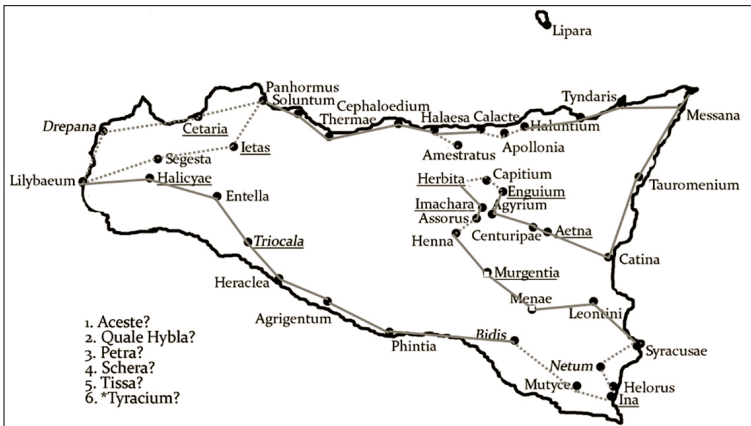 Lipara
Panhormus
Soluntum
Tyndaris
Cephaloedium
Thermae
Halaesa
Calacte
Haluntium
Messana
Drepana
Cetaria
Ietas
Amestratus
Apollonia
Segesta
Lilybaeum
Halicyae
Entella
Herbita
Capitium
Enguium
Tauromenium
Imachara
Agyrium
Assorus
Centuripae
Aetna
Henna
Triocala
Catina
Murgentia
Heraclea
Menae
Leontini
Agrigentum
Phintia
Bidis
Syracusae
Netum
Mutyce
Helorus
Ina
1. Aceste?
2. Quale Hybla?
3. Petra?
4. Schera?
5. Tissa?
6. *Tyracium?